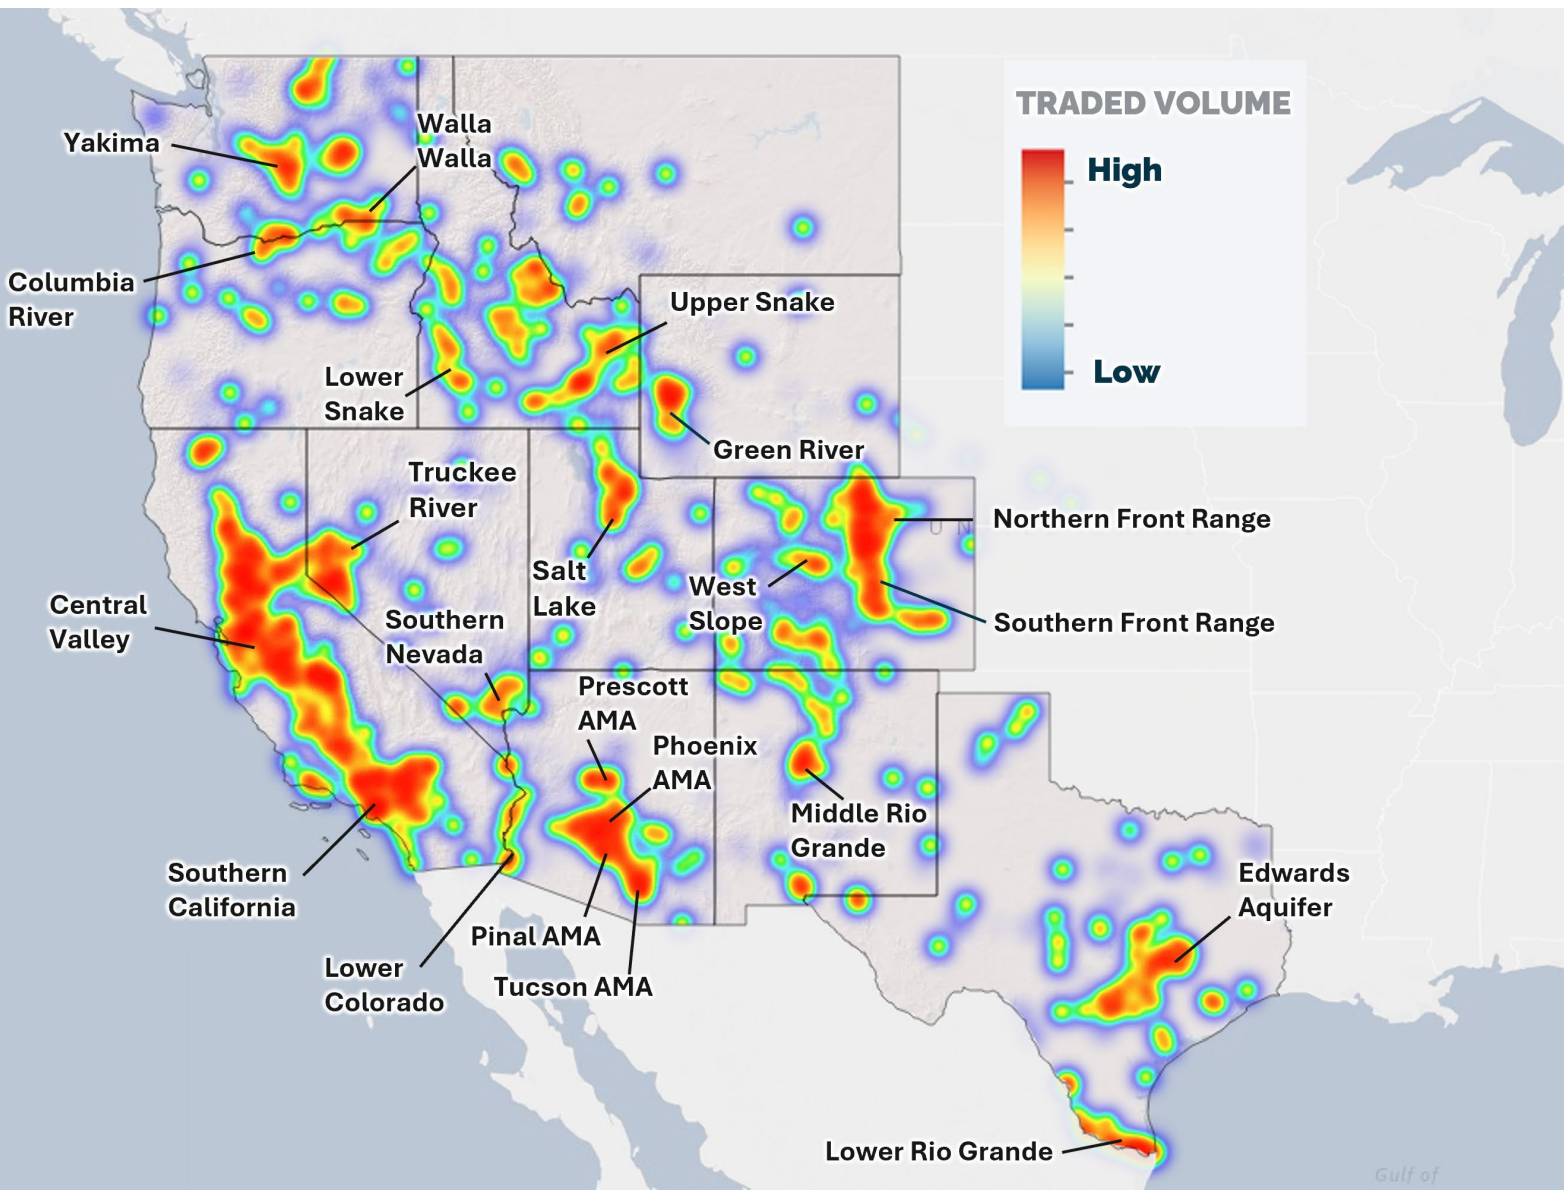 TRADED VOLUME
High
Low
Walla
Walla
Yakima
Columbia
River
Upper Snake
Lower
Snake
Green River
Truckee
River
Northern Front Range
Salt
Lake
West
Slope
Southern Front Range
Central
Valley
Southern
Nevada
Prescott
AMA
Phoenix
AMA
Middle Rio
Grande
Southern
California
Edwards
Aquifer
Pinal AMA
Lower
Colorado
Tucson AMA
Lower Rio Grande
U N
Gulf of